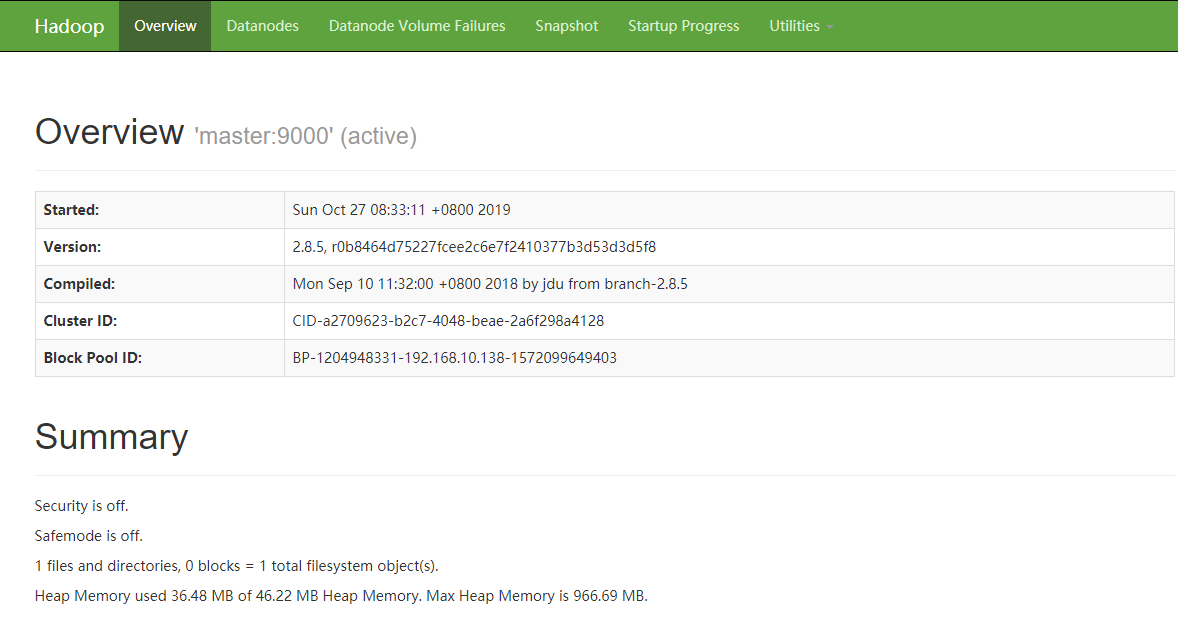 Hadoop Overview Datanodes Datanode Volume Failures Snapshot Startup Progress Utilities
Overview 'master:9000' (active)
Started: Sun Oct 27 08:33:11 +0800 2019
Version: 2.8.5, r0b8464d75227fcee2c6e7f2410377b3d53d3d5f8
Compiled: Mon Sep 10 11:32:00 +0800 2018 by jdu from branch-2.8.5
Cluster ID: CID-a2709623-b2c7-4048-beae-2a6f298a4128
Block Pool ID: BP-1204948331-192.168.10.138-1572099649403
Summary
Security is off.
Safemode is off.
1 files and directories, 0 blocks = 1 total filesystem object(s).
Heap Memory used 36.48 MB of 46.22 MB Heap Memory. Max Heap Memory is 966.69 MB.